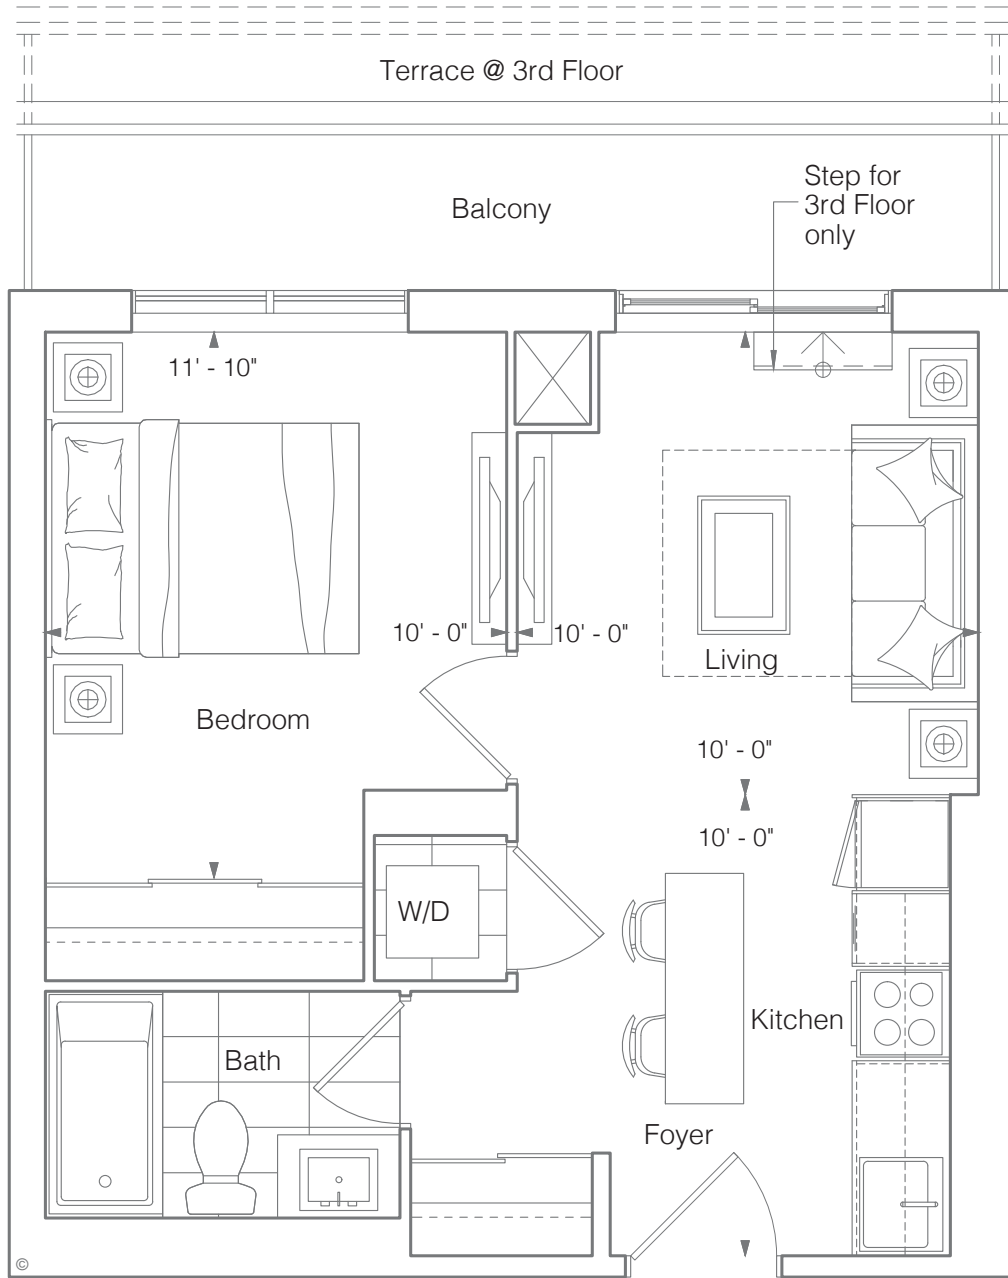 Terrace @ 3rd Floor
Balcony
Step for
3rd Floor
only
11' - 10"
10' - 0"
10' - 0"
Living
Bedroom
10' - 0"
10' - 0"
W/D
Kitchen
Bath
Foyer
©